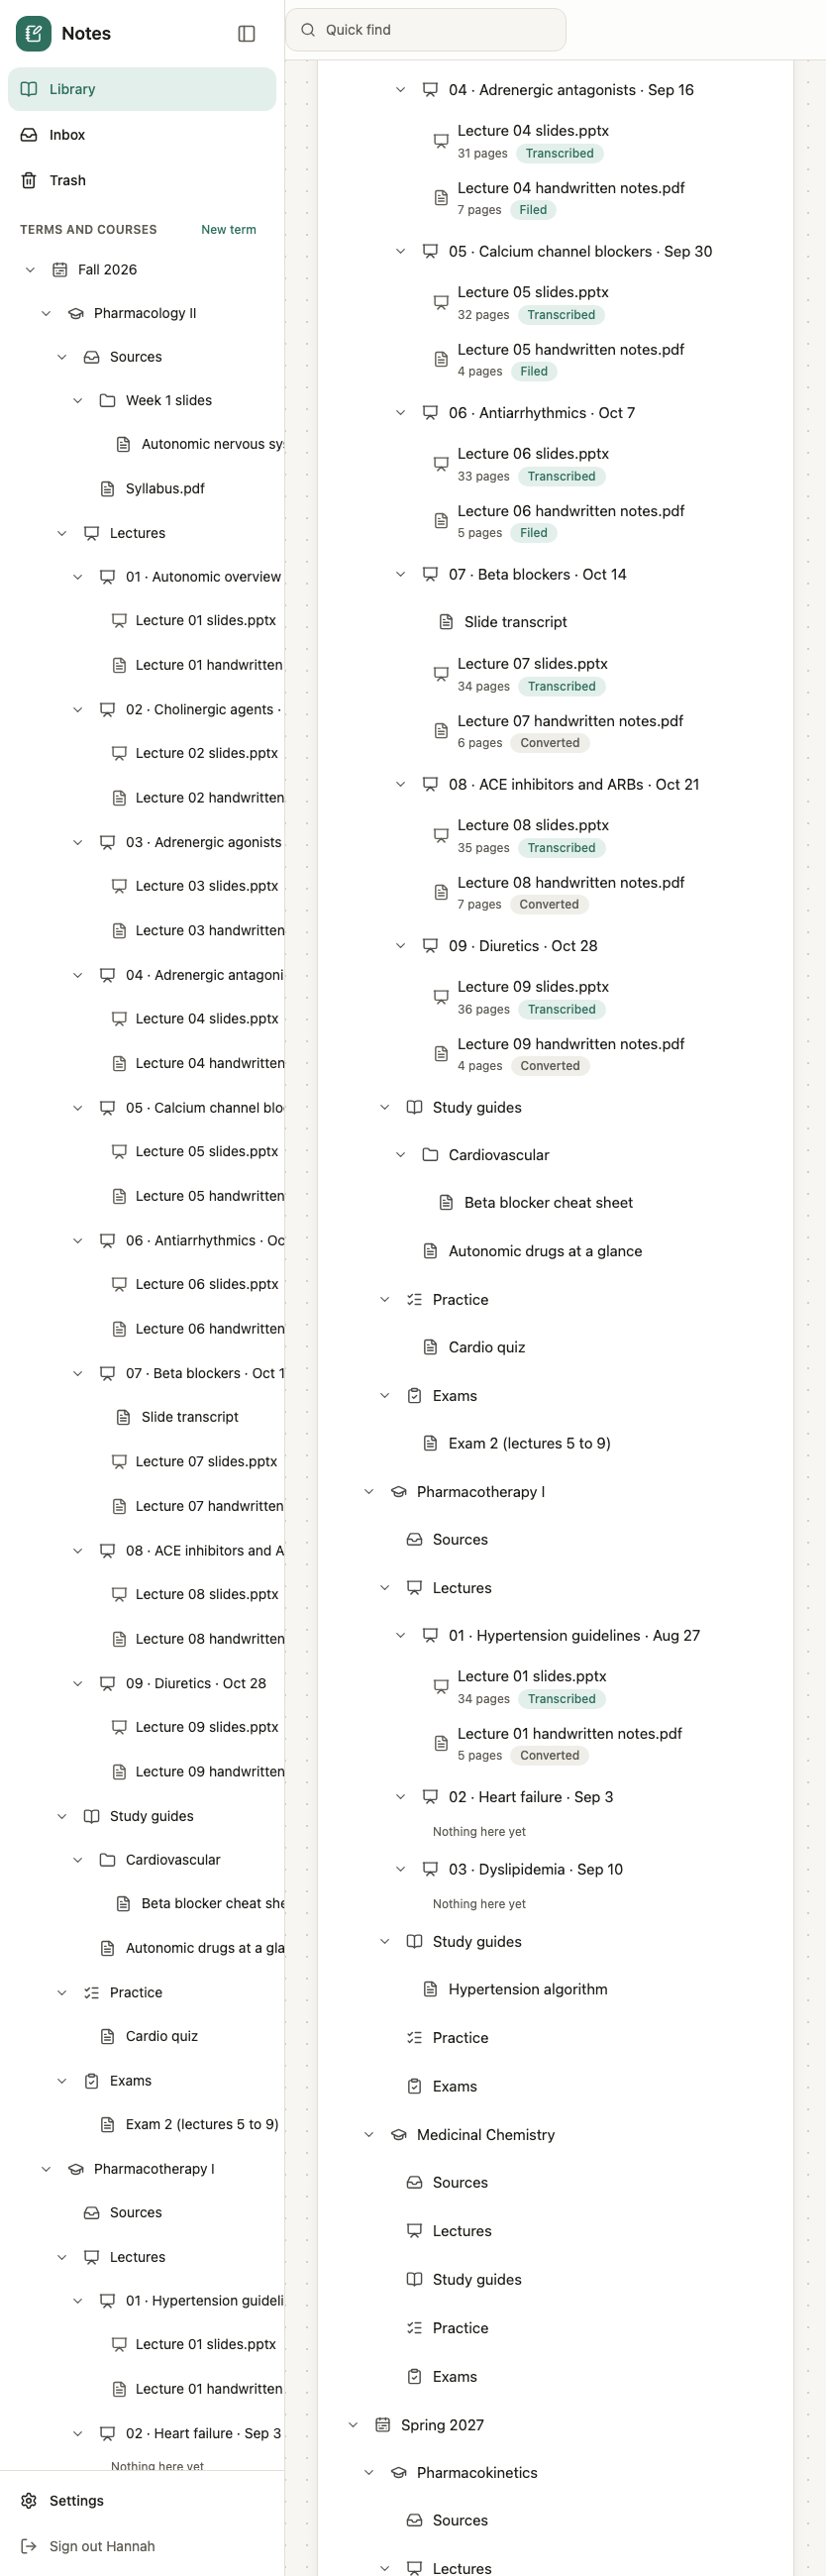 Notes
Library
Inbox
Trash
TERMS AND COURSES
New term
Fall 2026
Pharmacology II
Sources
Week 1 slides
Autonomic nervous
Syllabus.pdf
Lectures
01 · Autonomic overview
Lecture 01 slides.pptx
Lecture 01 handwritten
02 · Cholinergic agents ·
Lecture 02 slides.pptx
Lecture 02 handwritten
03 · Adrenergic agonists
Lecture 03 slides.pptx
Lecture 03 handwritten
04 · Adrenergic antagoni
Lecture 04 slides.pptx
Lecture 04 handwritten
05 · Calcium channel blo
Lecture 05 slides.pptx
Lecture 05 handwritten
06 · Antiarrhythmics · Oc
Lecture 06 slides.pptx
Lecture 06 handwritten
07 · Beta blockers · Oct 1
Slide transcript
Lecture 07 slides.pptx
Lecture 07 handwritten
08 · ACE inhibitors and A
Lecture 08 slides.pptx
Lecture 08 handwritten
09 · Diuretics · Oct 28
Lecture 09 slides.pptx
Lecture 09 handwritten
Study guides
Cardiovascular
Beta blocker cheat she
Autonomic drugs at a gla
Practice
Cardio quiz
Exams
Exam 2 (lectures 5 to 9)
Pharmacotherapy I
Sources
Lectures
01 · Hypertension guideli
Lecture 01 slides.pptx
Lecture 01 handwritten
02 · Heart failure · Sep 3
Nothing here yet
Settings
Sign out Hannah
Quick find
04 · Adrenergic antagonists · Sep 16
Lecture 04 slides.pptx
31 pages Transcribed
Lecture 04 handwritten notes.pdf
7 pages Filed
05 · Calcium channel blockers · Sep 30
Lecture 05 slides.pptx
32 pages Transcribed
Lecture 05 handwritten notes.pdf
4 pages Filed
06 · Antiarrhythmics · Oct 7
Lecture 06 slides.pptx
33 pages Transcribed
Lecture 06 handwritten notes.pdf
5 pages Filed
07 · Beta blockers · Oct 14
Slide transcript
Lecture 07 slides.pptx
34 pages Transcribed
Lecture 07 handwritten notes.pdf
6 pages Converted
08 · ACE inhibitors and ARBs · Oct 21
Lecture 08 slides.pptx
35 pages Transcribed
Lecture 08 handwritten notes.pdf
7 pages Converted
09 · Diuretics · Oct 28
Lecture 09 slides.pptx
36 pages Transcribed
Lecture 09 handwritten notes.pdf
4 pages Converted
Study guides
Cardiovascular
Beta blocker cheat sheet
Autonomic drugs at a glance
Practice
Cardio quiz
Exams
Exam 2 (lectures 5 to 9)
Pharmacotherapy I
Sources
Lectures
01 · Hypertension guidelines · Aug 27
Lecture 01 slides.pptx
34 pages Transcribed
Lecture 01 handwritten notes.pdf
5 pages Converted
02 · Heart failure · Sep 3
Nothing here yet
03 · Dyslipidemia · Sep 10
Nothing here yet
Study guides
Hypertension algorithm
Practice
Exams
Medicinal Chemistry
Sources
Lectures
Study guides
Practice
Exams
Spring 2027
Pharmacokinetics
Sources
Lectures